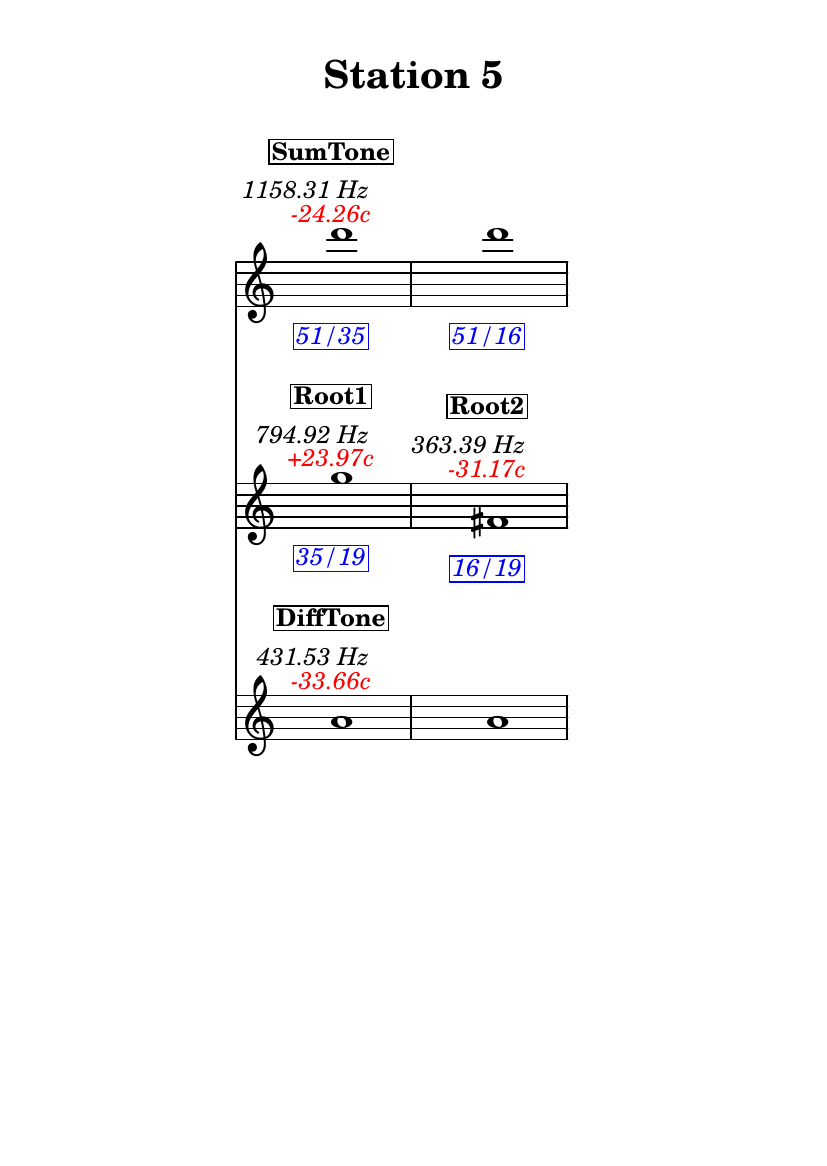 Station 5
SumTone
1158.31 Hz
-24.26c
51/35
51/16
Root1
Root2
794.92 Hz
363.39 Hz
+23.97c
-31.17c
35/19
16/19
DiffTone
431.53 Hz
-33.66c